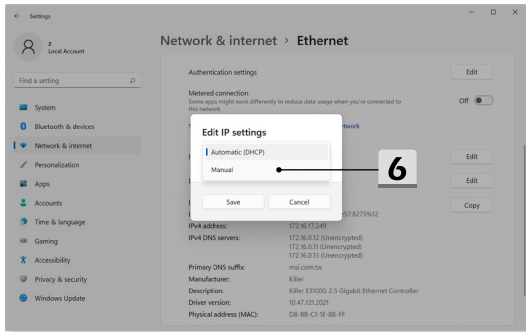 Settings
Z
Local Account
Find a setting
System
Bluetooth & devices
Network & internet
Personalization
Apps
Accounts
Time & language
Gaming
Accessibility
Privacy & security
Windows Update
Network & internet > Ethernet
Authentication settings
Edit
Metered connection
Some apps might work differently to reduce data usage when you're connected to
this network
Off
Edit IP settings
Automatic (DHCP)
Manual
Save
Cancel
6
Edit
Edit
Copy
IPv4 address: 172.16.17.249
IPv4 DNS servers: 172.16.0.12 (Unencrypted)
172.16.0.11 (Unencrypted)
172.16.0.13 (Unencrypted)
Primary DNS suffix: msi.com.tw
Manufacturer: Killer
Description: Killer E3100G 2.5 Gigabit Ethernet Controller
Driver version: 10.47.121.2021
Physical address (MAC): D8-BB-C1-1E-8B-FF